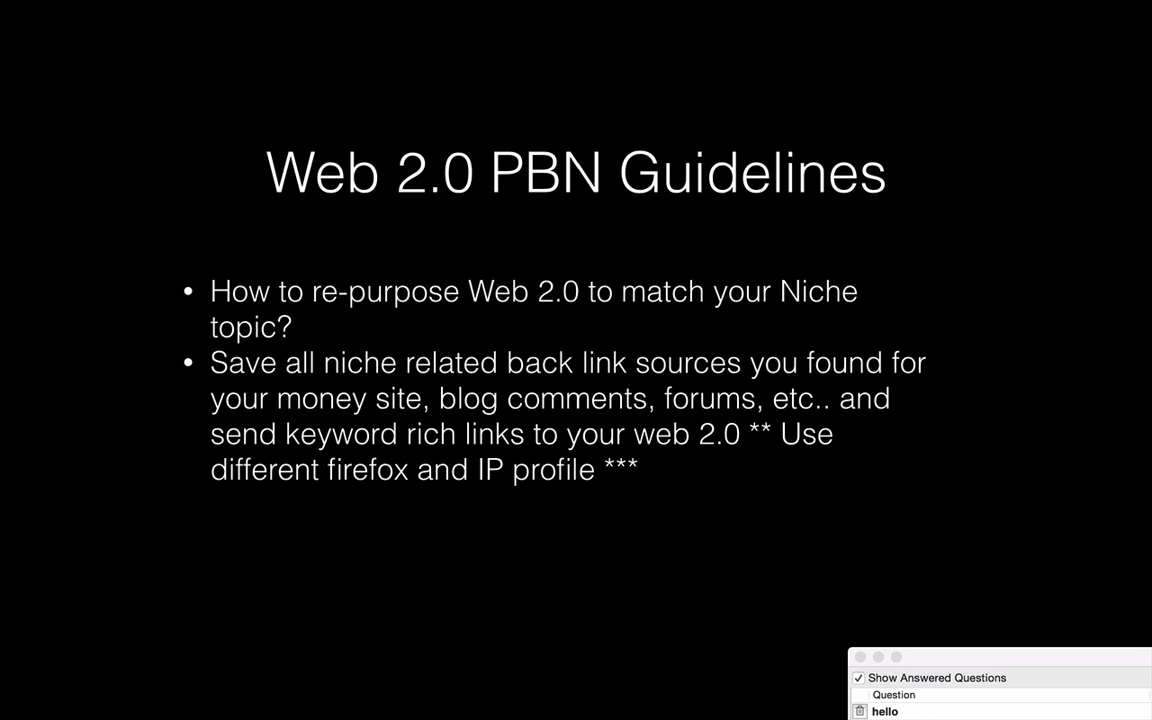 Web 2.0 PBN Guidelines
• How to re-purpose Web 2.0 to match your Niche
topic?
• Save all niche related back link sources you found for
your money site, blog comments, forums, etc.. and
send keyword rich links to your web 2.0 ** Use
different firefox and IP profile ***
Show Answered Questions
Question
hello